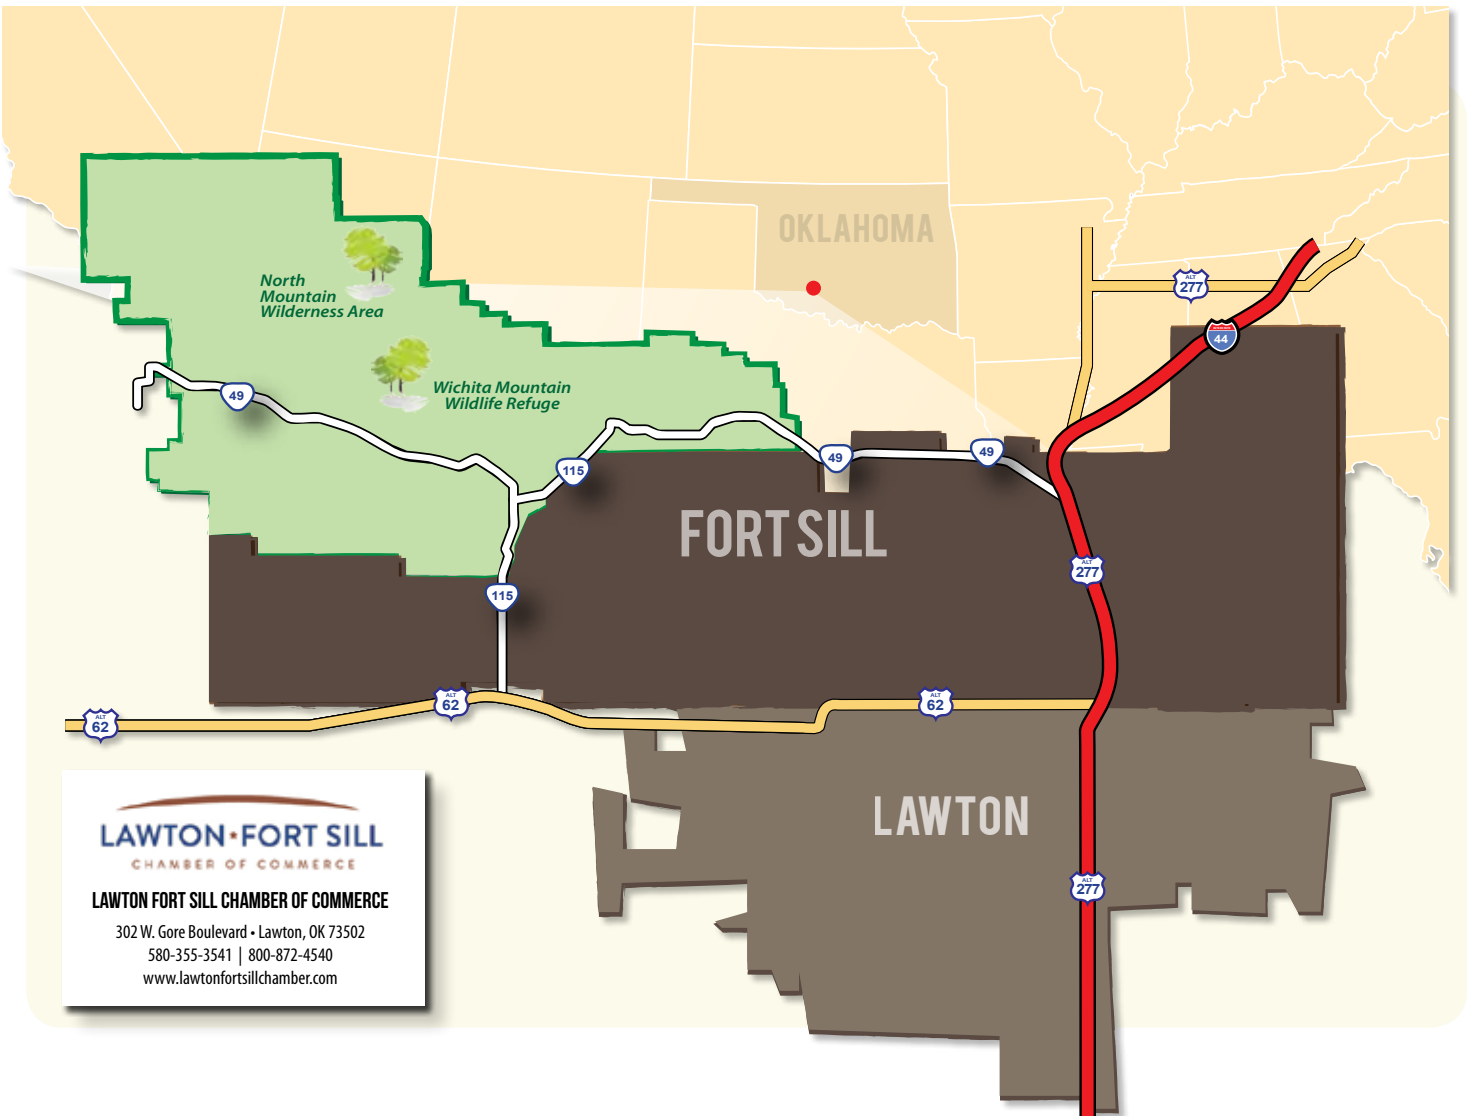 OKLAHOMA
North
Mountain
Wilderness Area
ALT
277
44
Wichita Mountain
Wildlife Refuge
49
49
49
115
FORT SILL
ALT
277
115
ALT
62
ALT
62
ALT
62
LAWTON
ALT
277
LAWTON★FORT SILL
CHAMBER OF COMMERCE
LAWTON FORT SILL CHAMBER OF COMMERCE
302 W. Gore Boulevard • Lawton, OK 73502
580-355-3541 | 800-872-4540
www.lawtonfortsillchamber.com